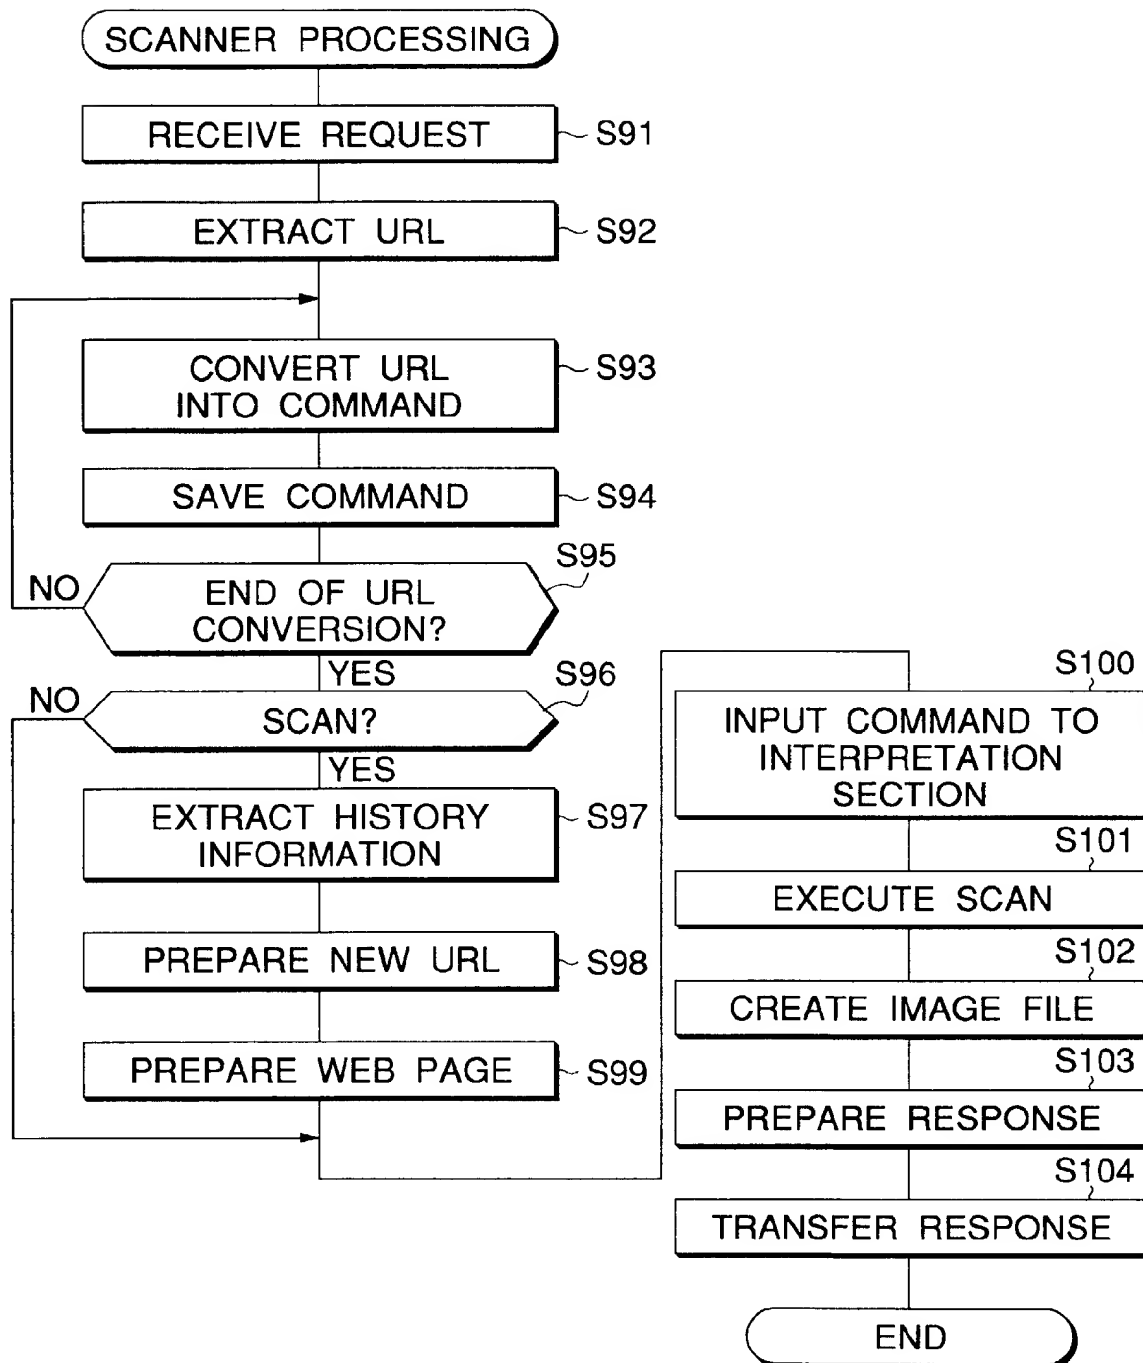 SCANNER PROCESSING
RECEIVE REQUEST
S91
EXTRACT URL
S92
CONVERT URL
INTO COMMAND
S93
SAVE COMMAND
S94
S95
NO
END OF URL
CONVERSION?
YES
S96
NO
SCAN?
YES
EXTRACT HISTORY
INFORMATION
S97
PREPARE NEW URL
S98
PREPARE WEB PAGE
S99
S100
INPUT COMMAND TO
INTERPRETATION
SECTION
S101
EXECUTE SCAN
S102
CREATE IMAGE FILE
S103
PREPARE RESPONSE
S104
TRANSFER RESPONSE
END